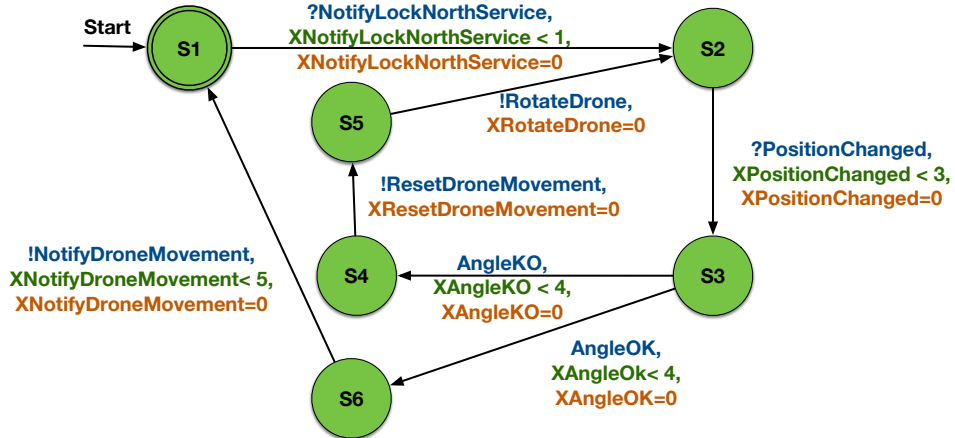 Start
S1
?NotifyLockNorthService,
XNotifyLockNorthService < 1,
XNotifyLockNorthService=0
S2
S5
!RotateDrone,
XRotateDrone=0
?PositionChanged,
XPositionChanged < 3,
XPositionChanged=0
!ResetDroneMovement,
XResetDroneMovement=0
!NotifyDroneMovement,
XNotifyDroneMovement< 5,
XNotifyDroneMovement=0
S4
AngleKO,
XAngleKO < 4,
XAngleKO=0
S3
AngleOK,
XAngleOk< 4,
XAngleOK=0
S6